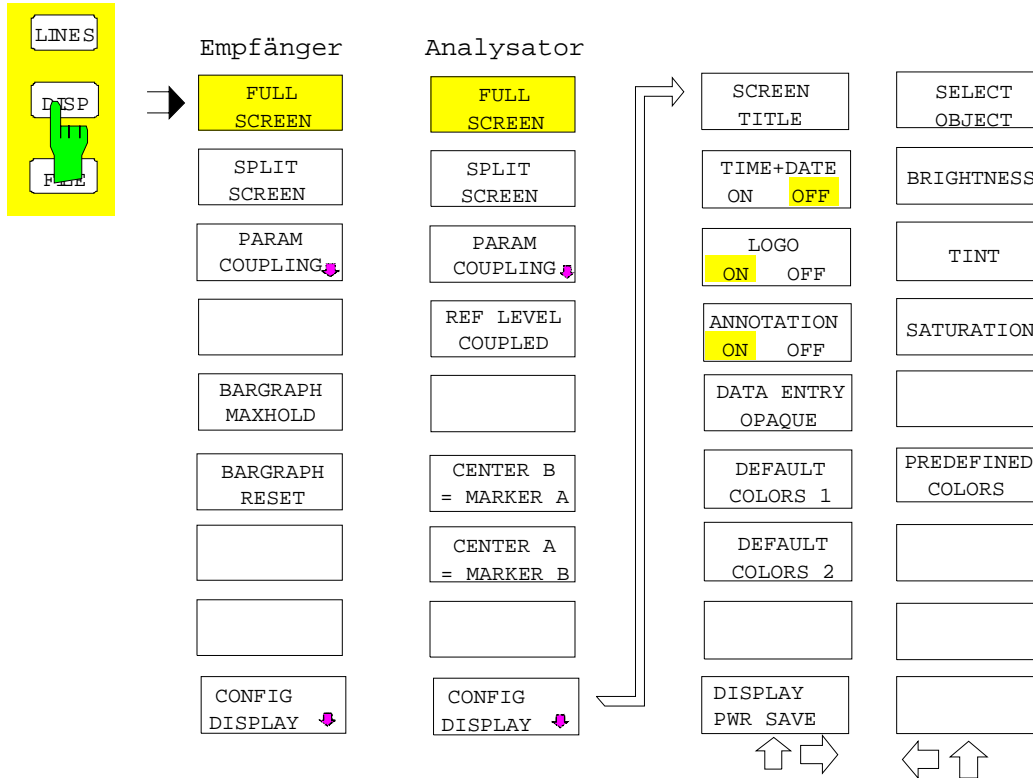 LINES
DISP
Empfänger
FULL
SCREEN
SPLIT
SCREEN
PARAM
COUPLING
BARGRAPH
MAXHOLD
BARGRAPH
RESET
CONFIG
DISPLAY
Analysator
FULL
SCREEN
SPLIT
SCREEN
PARAM
COUPLING
REF LEVEL
COUPLED
CENTER B
= MARKER A
CENTER A
= MARKER B
CONFIG
DISPLAY
SCREEN
TITLE
TIME+DATE
ON OFF
LOGO
ON OFF
ANNOTATION
ON OFF
DATA ENTRY
OPAQUE
DEFAULT
COLORS 1
DEFAULT
COLORS 2
DISPLAY
PWR SAVE
SELECT
OBJECT
BRIGHTNESS
TINT
SATURATION
PREDEFINED
COLORS